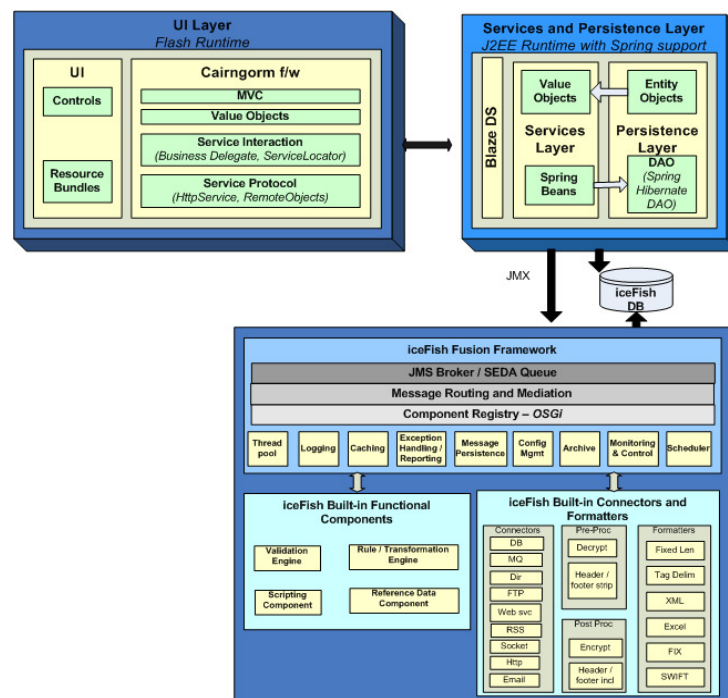 UI Layer
Flash Runtime
UI
Controls
Resource
Bundles
Cairngorm f/w
MVC
Value Objects
Service Interaction
(Business Delegate, ServiceLocator)
Service Protocol
(HttpService, RemoteObjects)
Services and Persistence Layer
J2EE Runtime with Spring support
Blaze DS
Value
Objects
Services
Layer
Spring
Beans
Entity
Objects
Persistence
Layer
DAO
(Spring
Hibernate
DAO)
JMX
iceFish
DB
iceFish Fusion Framework
JMS Broker / SEDA Queue
Message Routing and Mediation
Component Registry – OSGi
Thread
pool
Logging
Caching
Exception
Handling /
Reporting
Message
Persistence
Config
Mgmt
Archive
Monitoring
& Control
Scheduler
iceFish Built-in Functional
Components
Validation
Engine
Rule / Transformation
Engine
Scripting
Component
Reference Data
Component
iceFish Built-in Connectors and
Formatters
Connectors
DB
MQ
Dir
FTP
Web svc
RSS
Socket
Http
Email
Pre-Proc
Decrypt
Header /
footer strip
Post Proc
Encrypt
Header /
footer incl
Formatters
Fixed Len
Tag Delim
XML
Excel
FIX
SWIFT